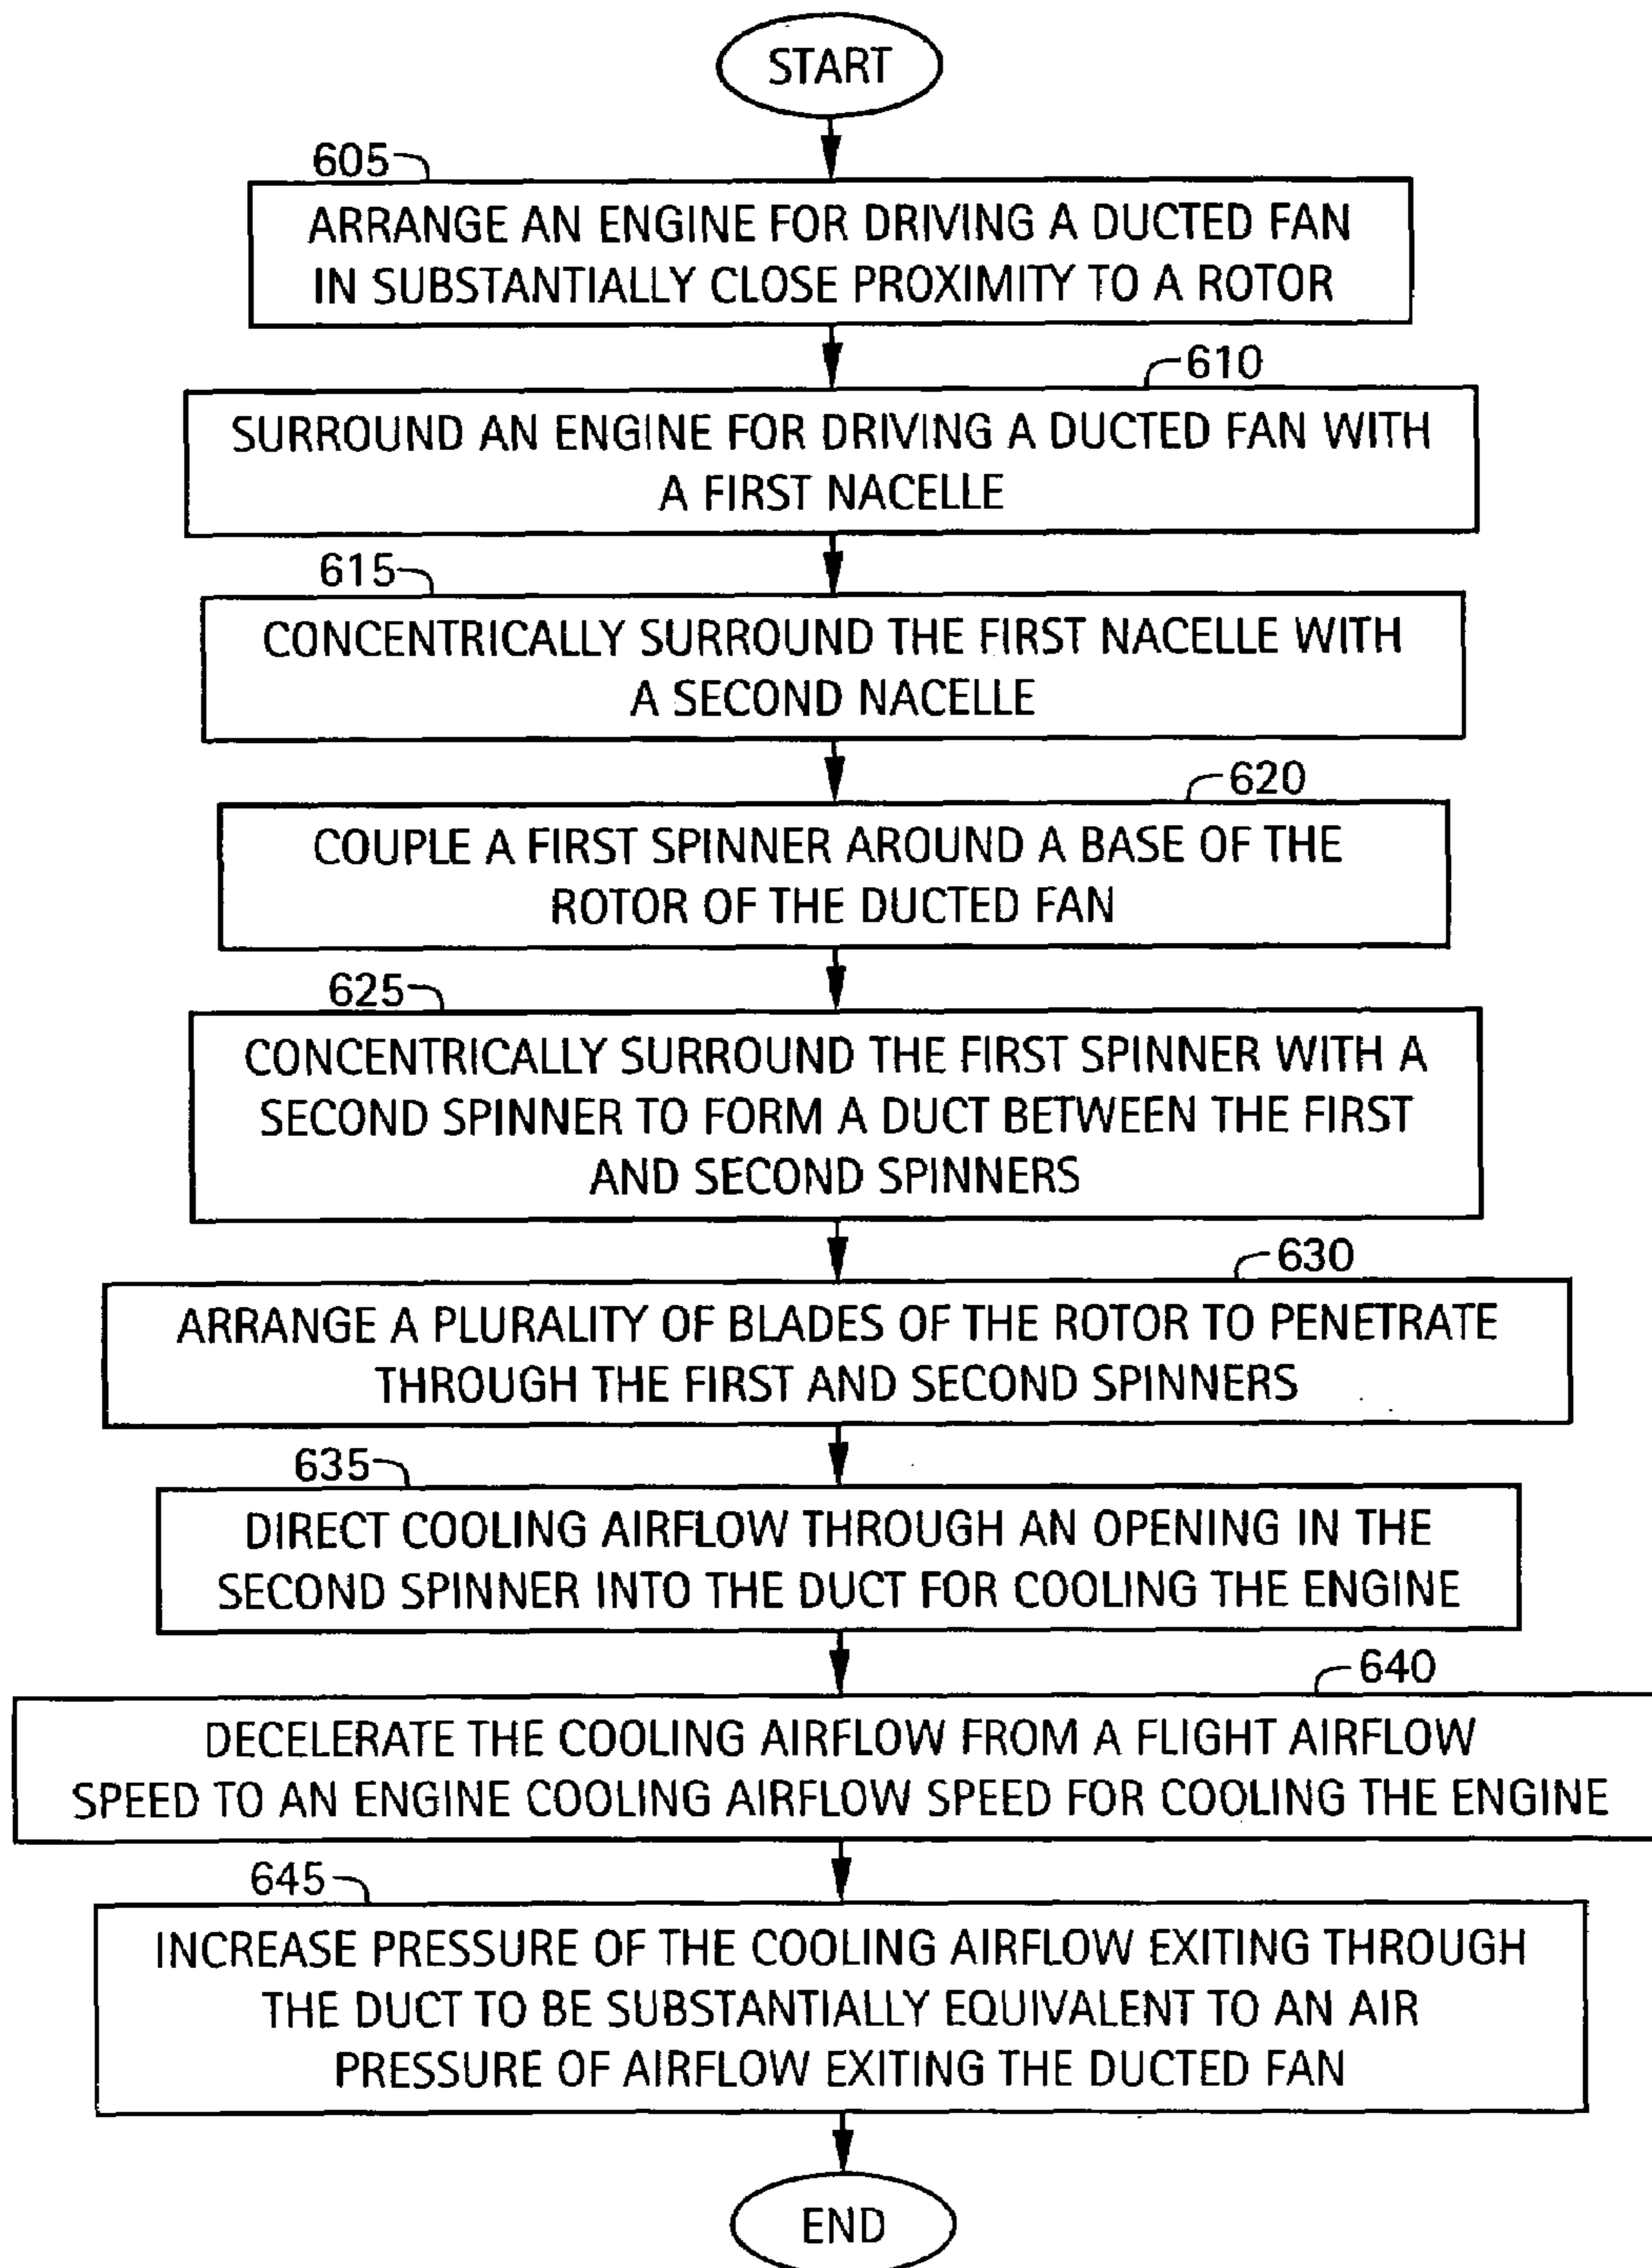 START
605
ARRANGE AN ENGINE FOR DRIVING A DUCTED FAN
IN SUBSTANTIALLY CLOSE PROXIMITY TO A ROTOR
610
SURROUND AN ENGINE FOR DRIVING A DUCTED FAN WITH
A FIRST NACELLE
615
CONCENTRICALLY SURROUND THE FIRST NACELLE WITH
A SECOND NACELLE
620
COUPLE A FIRST SPINNER AROUND A BASE OF THE
ROTOR OF THE DUCTED FAN
625
CONCENTRICALLY SURROUND THE FIRST SPINNER WITH A
SECOND SPINNER TO FORM A DUCT BETWEEN THE FIRST
AND SECOND SPINNERS
630
ARRANGE A PLURALITY OF BLADES OF THE ROTOR TO PENETRATE
THROUGH THE FIRST AND SECOND SPINNERS
635
DIRECT COOLING AIRFLOW THROUGH AN OPENING IN THE
SECOND SPINNER INTO THE DUCT FOR COOLING THE ENGINE
640
DECELERATE THE COOLING AIRFLOW FROM A FLIGHT AIRFLOW
SPEED TO AN ENGINE COOLING AIRFLOW SPEED FOR COOLING THE ENGINE
645
INCREASE PRESSURE OF THE COOLING AIRFLOW EXITING THROUGH
THE DUCT TO BE SUBSTANTIALLY EQUIVALENT TO AN AIR
PRESSURE OF AIRFLOW EXITING THE DUCTED FAN
END